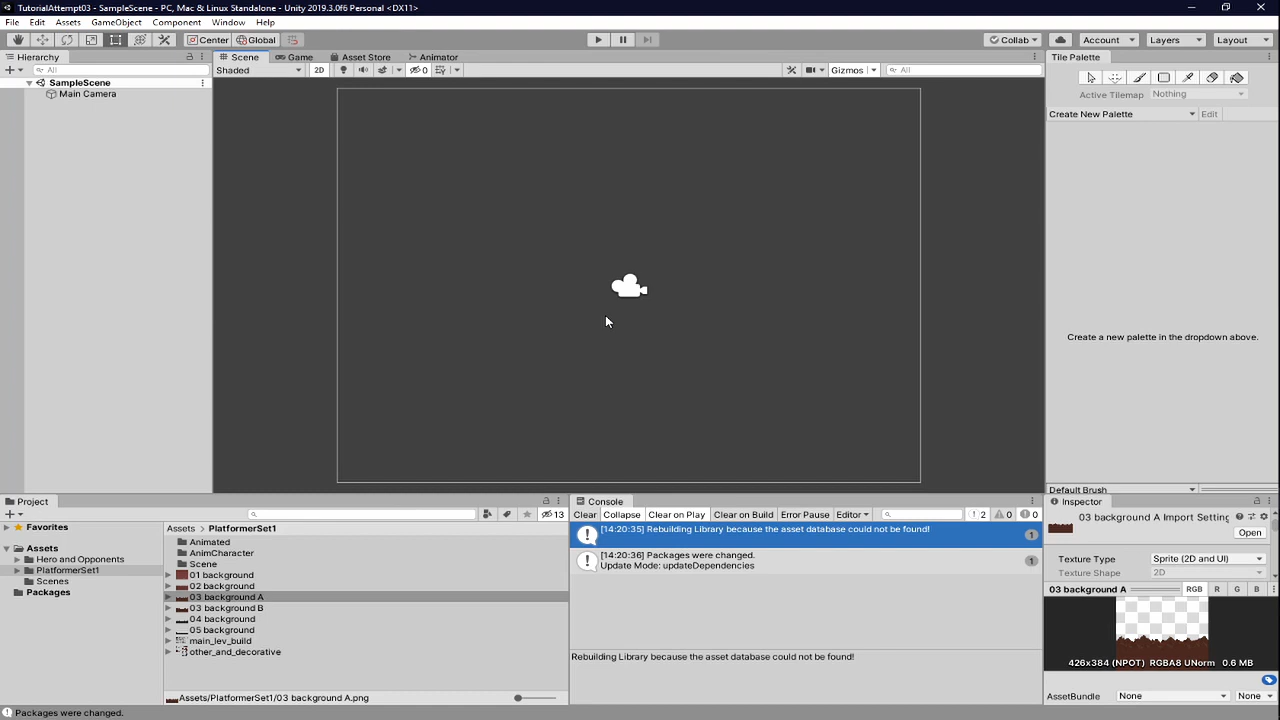 TutorialAttempt03 - SampleScene - PC, Mac & Linux Standalone - Unity 2019.3.0f6 Personal <DX11>
File Edit Assets GameObject Component Window Help
Center Global Collab Account Layers Layout
Hierarchy Scene Game Asset Store Animator Tile Palette
All Shaded 2D 0 Gizmos All
SampleScene
Main Camera
Active Tilemap Nothing
Create New Palette Edit
Create a new palette in the dropdown above.
Default Brush
Project Console Inspector
13 Clear Collapse Clear on Play Clear on Build Error Pause Editor 2 0 0
Favorites
Assets
Hero and Opponents
PlatformerSet1
Scenes
Packages
Assets > PlatformerSet1
Animated
AnimCharacter
Scene
01 background
02 background
03 background A
03 background B
04 background
05 background
main_lev_build
other_and_decorative
Assets/PlatformerSet1/03 background A.png
[14:20:35] Rebuilding Library because the asset database could not be found!
1
[14:20:36] Packages were changed.
Update Mode: updateDependencies
1
Rebuilding Library because the asset database could not be found!
03 background A Import Setting
Open
Texture Type Sprite (2D and UI)
Texture Shape 2D
03 background A RGB R G B
426x384 (NPOT) RGBA8 UNorm 0.6 MB
AssetBundle None None
Packages were changed.